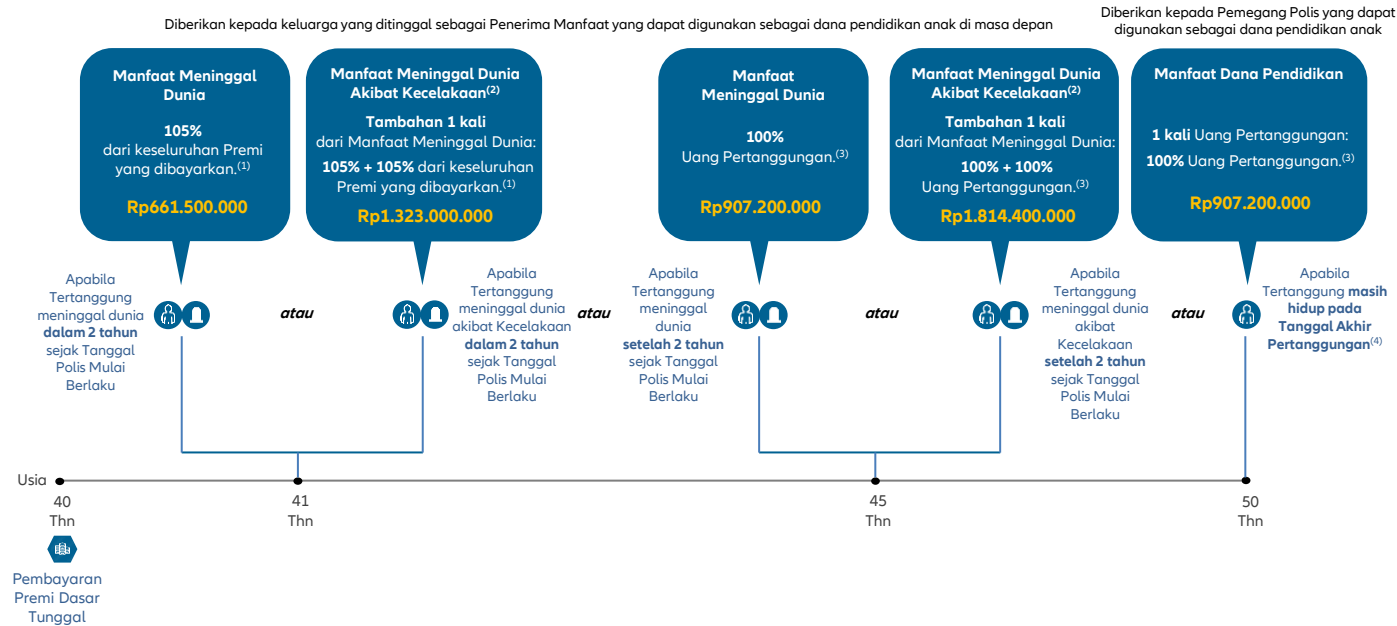 Diberikan kepada keluarga yang ditinggal sebagai Penerima Manfaat yang dapat digunakan sebagai dana pendidikan anak di masa depan
Diberikan kepada Pemegang Polis yang dapat
digunakan sebagai dana pendidikan anak
Manfaat Meninggal
Dunia
105%
dari keseluruhan Premi
yang dibayarkan.(1)
Rp661.500.000
Manfaat Meninggal Dunia
Akibat Kecelakaan(2)
Tambahan 1 kali
dari Manfaat Meninggal Dunia:
105% + 105% dari keseluruhan
Premi yang dibayarkan.(1)
Rp1.323.000.000
Manfaat
Meninggal Dunia
100%
Uang Pertanggungan.(3)
Rp907.200.000
Manfaat Meninggal Dunia
Akibat Kecelakaan(2)
Tambahan 1 kali
dari Manfaat Meninggal Dunia:
100% + 100%
Uang Pertanggungan.(3)
Rp1.814.400.000
Manfaat Dana Pendidikan
1 kali Uang Pertanggungan:
100% Uang Pertanggungan.(3)
Rp907.200.000
Apabila
Tertanggung
meninggal dunia
dalam 2 tahun
sejak Tanggal
Polis Mulai
Berlaku
atau
Apabila
Tertanggung
meninggal dunia
akibat Kecelakaan
dalam 2 tahun
sejak Tanggal
Polis Mulai
Berlaku
atau
Apabila
Tertanggung
meninggal
dunia
setelah 2 tahun
sejak Tanggal
Polis Mulai
Berlaku
atau
Apabila
Tertanggung
meninggal dunia
akibat
Kecelakaan
setelah 2 tahun
sejak Tanggal
Polis Mulai
Berlaku
atau
Apabila
Tertanggung masih
hidup pada
Tanggal Akhir
Pertanggungan(4)
Usia
40
Thn
41
Thn
45
Thn
50
Thn
Pembayaran
Premi Dasar
Tunggal